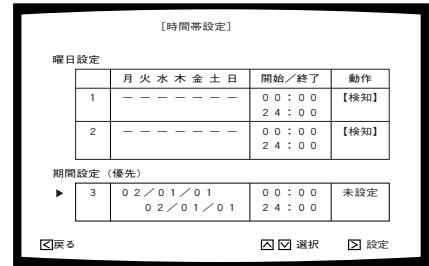 ［時間帯設定］
曜日設定
月 火 水 木 金 土 日 開始／終了 動作
1 － － － － － － － 00：00 【検知】
24：00
2 － － － － － － － 00：00 【検知】
24：00
期間設定（優先）
▶ 3 02／01／01 00：00 未設定
02／01／01 24：00
＜戻る ∧ ∨ 選択 ＞ 設定